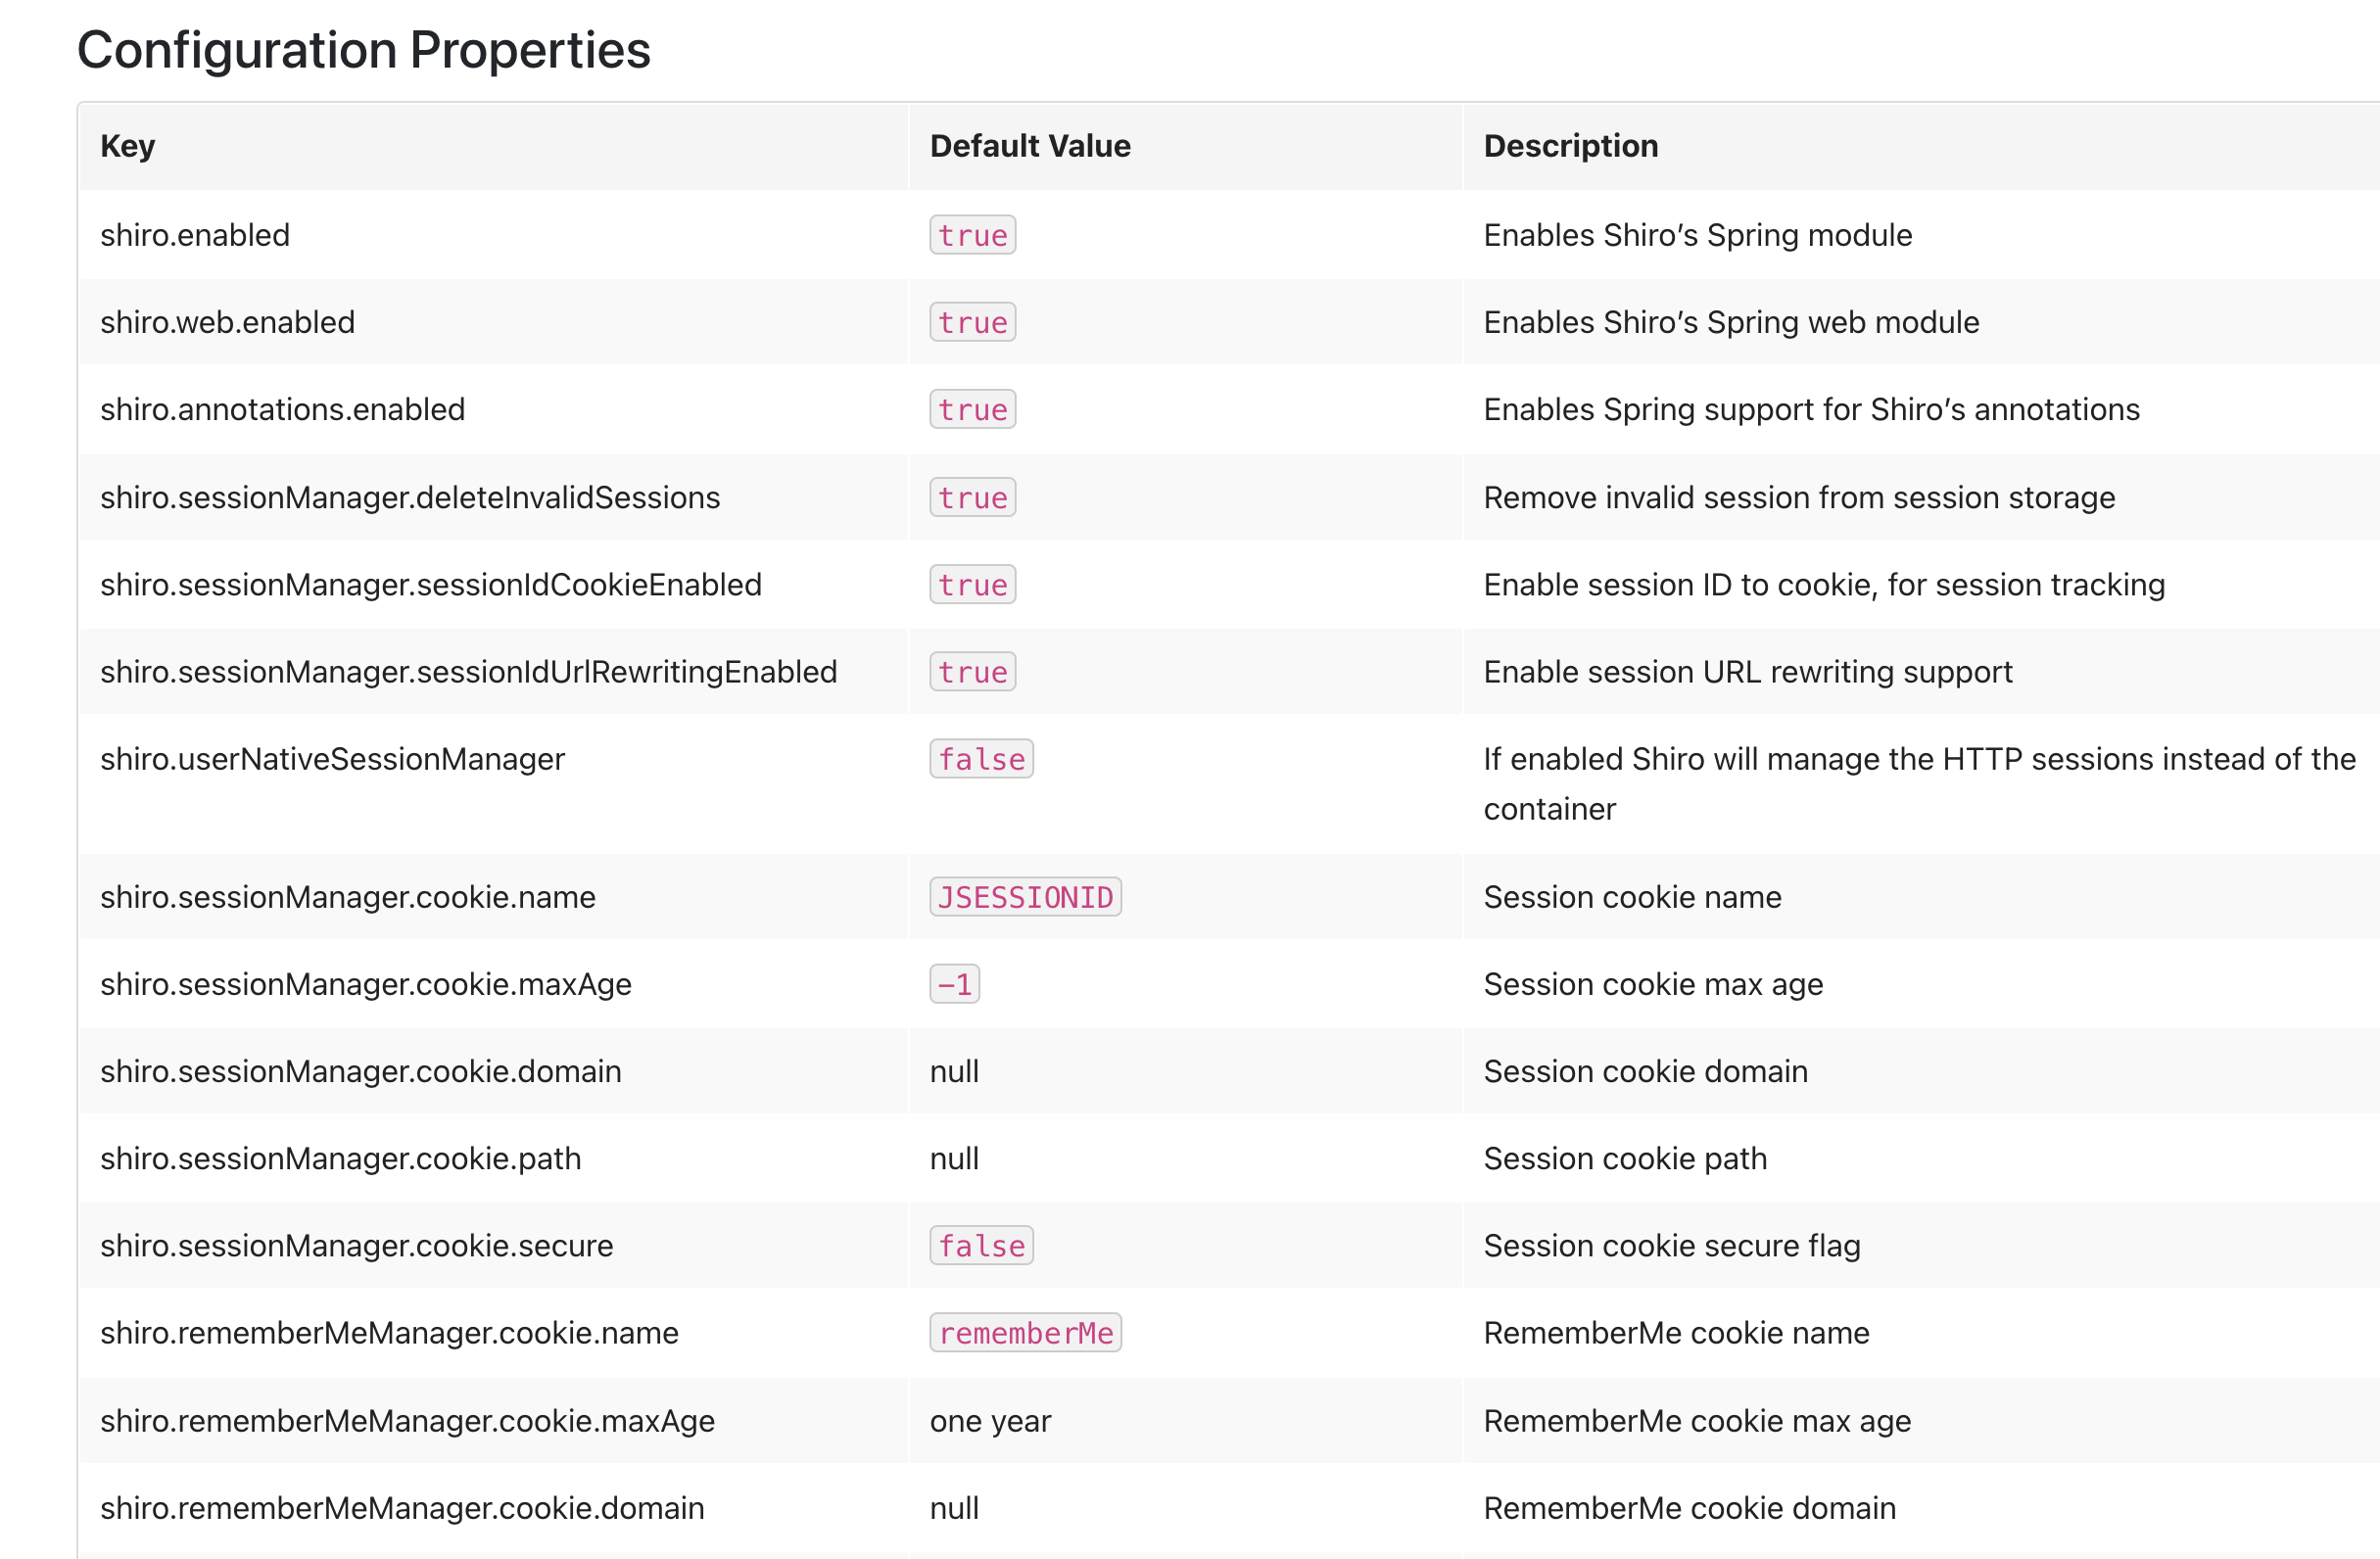 Configuration Properties
Key Default Value Description
shiro.enabled true Enables Shiro’s Spring module
shiro.web.enabled true Enables Shiro’s Spring web module
shiro.annotations.enabled true Enables Spring support for Shiro’s annotations
shiro.sessionManager.deleteInvalidSessions true Remove invalid session from session storage
shiro.sessionManager.sessionIdCookieEnabled true Enable session ID to cookie, for session tracking
shiro.sessionManager.sessionIdUrlRewritingEnabled true Enable session URL rewriting support
shiro.userNativeSessionManager false If enabled Shiro will manage the HTTP sessions instead of the
container
shiro.sessionManager.cookie.name JSESSIONID Session cookie name
shiro.sessionManager.cookie.maxAge -1 Session cookie max age
shiro.sessionManager.cookie.domain null Session cookie domain
shiro.sessionManager.cookie.path null Session cookie path
shiro.sessionManager.cookie.secure false Session cookie secure flag
shiro.rememberMeManager.cookie.name rememberMe RememberMe cookie name
shiro.rememberMeManager.cookie.maxAge one year RememberMe cookie max age
shiro.rememberMeManager.cookie.domain null RememberMe cookie domain